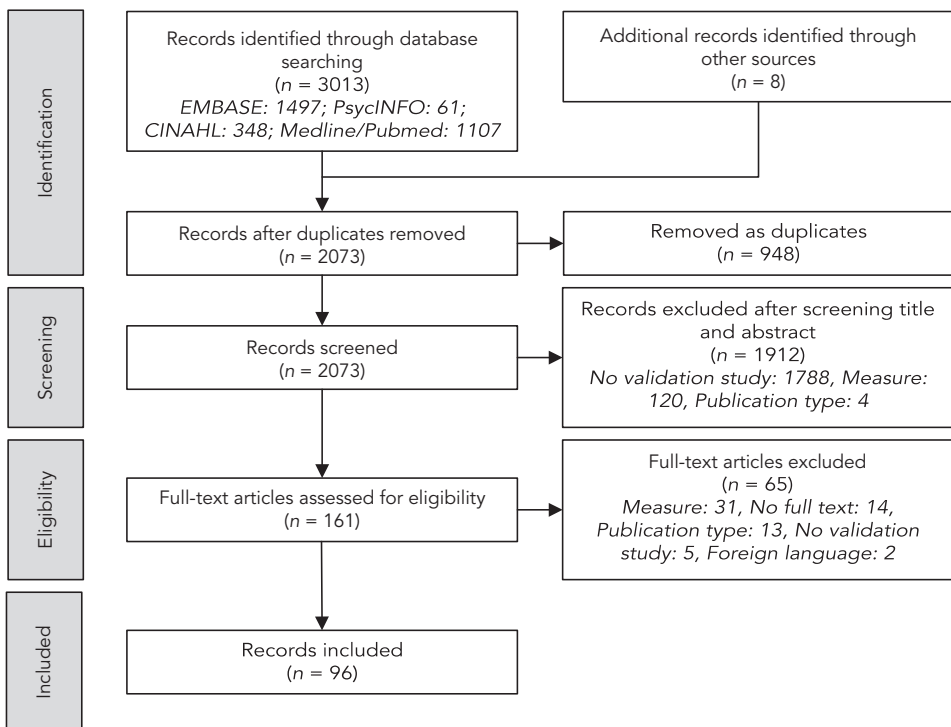 Identification
Records identified through database
searching
(n = 3013)
EMBASE: 1497; PsycINFO: 61;
CINAHL: 348; Medline/Pubmed: 1107
Additional records identified through
other sources
(n = 8)
Records after duplicates removed
(n = 2073)
Removed as duplicates
(n = 948)
Screening
Records screened
(n = 2073)
Records excluded after screening title
and abstract
(n = 1912)
No validation study: 1788, Measure:
120, Publication type: 4
Eligibility
Full-text articles assessed for eligibility
(n = 161)
Full-text articles excluded
(n = 65)
Measure: 31, No full text: 14,
Publication type: 13, No validation
study: 5, Foreign language: 2
Included
Records included
(n = 96)